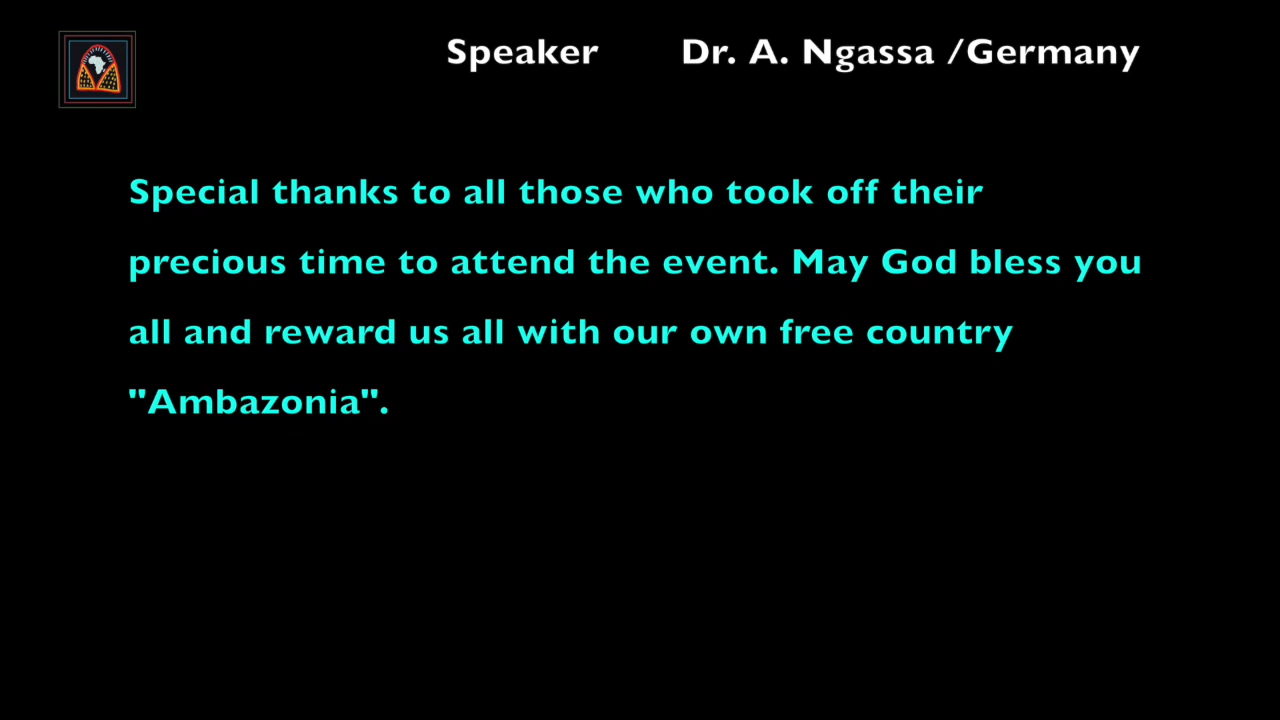 Speaker Dr. A. Ngassa /Germany
Special thanks to all those who took off their
precious time to attend the event. May God bless you
all and reward us all with our own free country
"Ambazonia".